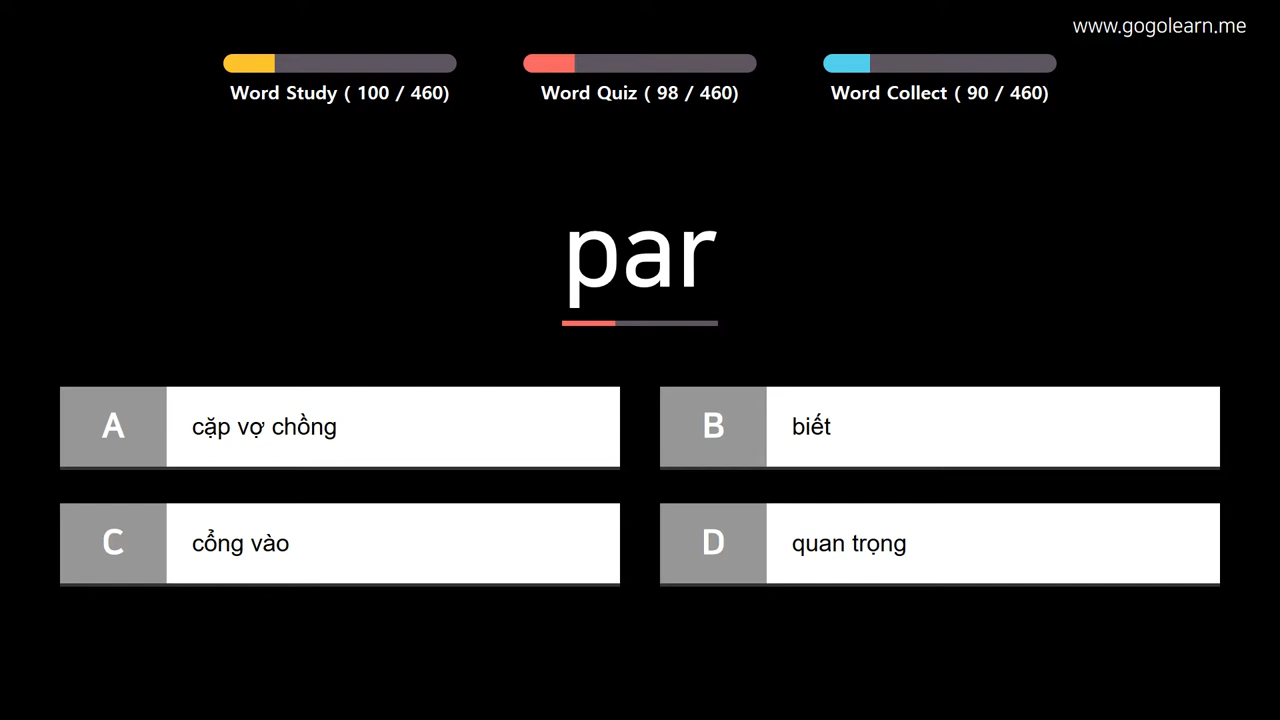 www.gogolearn.me
Word Study ( 100 / 460)
Word Quiz ( 98 / 460)
Word Collect ( 90 / 460)
par
A
cặp vợ chồng
B
biết
C
cổng vào
D
quan trọng